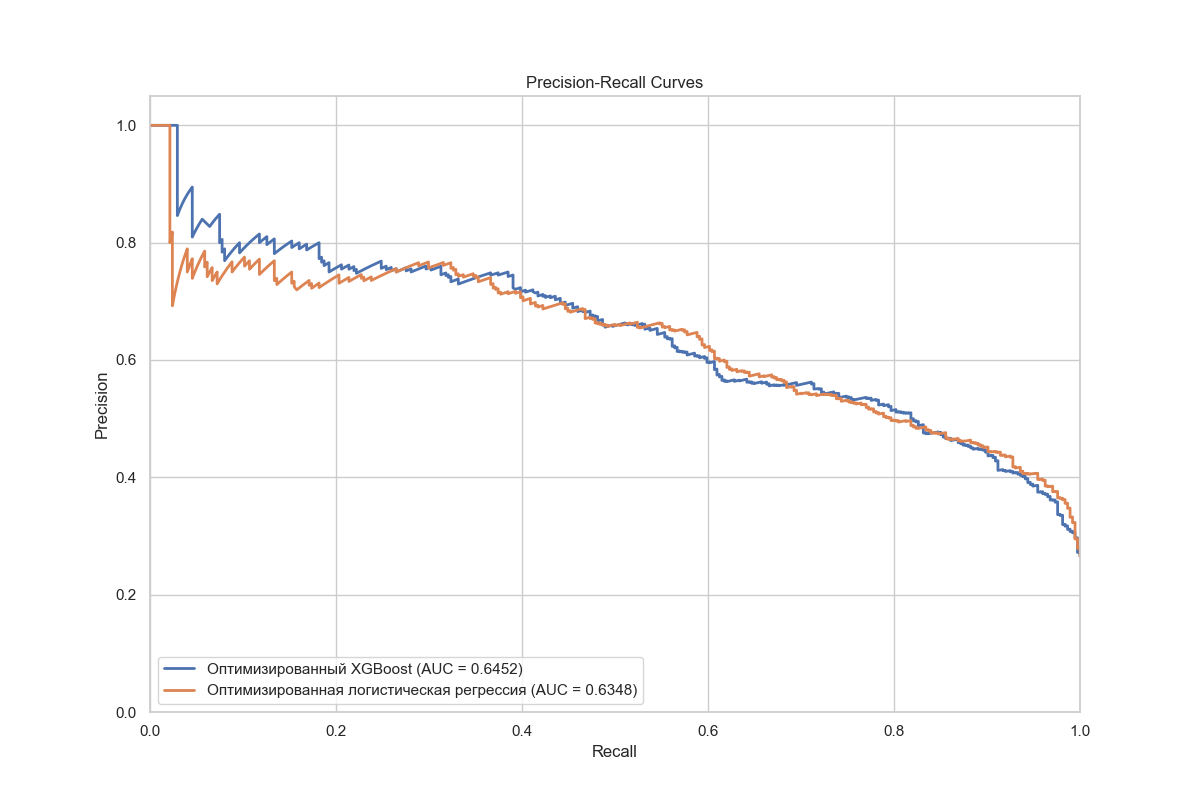 Precision-Recall Curves
1.0
0.8
0.6
0.4
0.2
0.0
Precision
Оптимизированный XGBoost (AUC = 0.6452)
Оптимизированная логистическая регрессия (AUC = 0.6348)
0.0 0.2 0.4 0.6 0.8 1.0
Recall